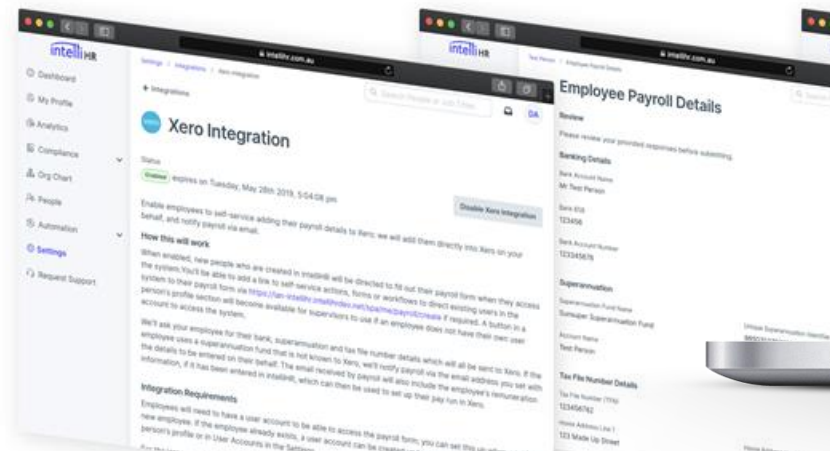 intelliHR
intellihr.com.au
Dashboard
My Profile
Analytics
Compliance
Org Chart
People
Automation
Settings
Request Support
Settings / Integrations / Xero Integration
Integrations
DA
Xero Integration
Status
Enabled expires on Tuesday, May 28th 2019, 5:04:08 pm
Disable Xero Integration
Enable employees to self-service adding their payroll details to Xero; we will add them directly into Xero on your
behalf, and notify payroll via email.
How this will work
When enabled, new people who are created in intelliHR will be directed to fill out their payroll form when they access
the system. You'll be able to add a link to self-service actions, forms or workflows to direct existing users in the
system to their payroll form via if required. A button in a
person's profile section will become available for supervisors to use if an employee does not have their own user
account to access the system.
We'll ask your employee for their bank, superannuation and tax file number details which will all be sent to Xero. If the
employee uses a superannuation fund that is not known to Xero, we'll notify payroll via the email address you set with
the details to be entered on their behalf. The email received by payroll will also include the employee's remuneration
information, if it has been entered in intelliHR, which can then be used to set up their pay run in Xero.
Integration Requirements
Employees will need to have a user account to be able to access the payroll form, you can set this up
new employee. If the employee already exists, a user account can be created
person's profile or in User Accounts in the Settings
intelliHR
intellihr.com.au
Test Person / Employee Payroll Details
Employee Payroll Details
Review
Please review your provided responses before submitting.
Banking Details
Bank Account Name
Mr Test Person
Bank BSB
123456
Bank Account Number
Superannuation
Superannuation Fund Name
Sunsuper Superannuation Fund
Account Name
Test Person
Tax File Number Details
Tax File Number (TFN)
123456782
Home Address Line 1
123 Made Up Street